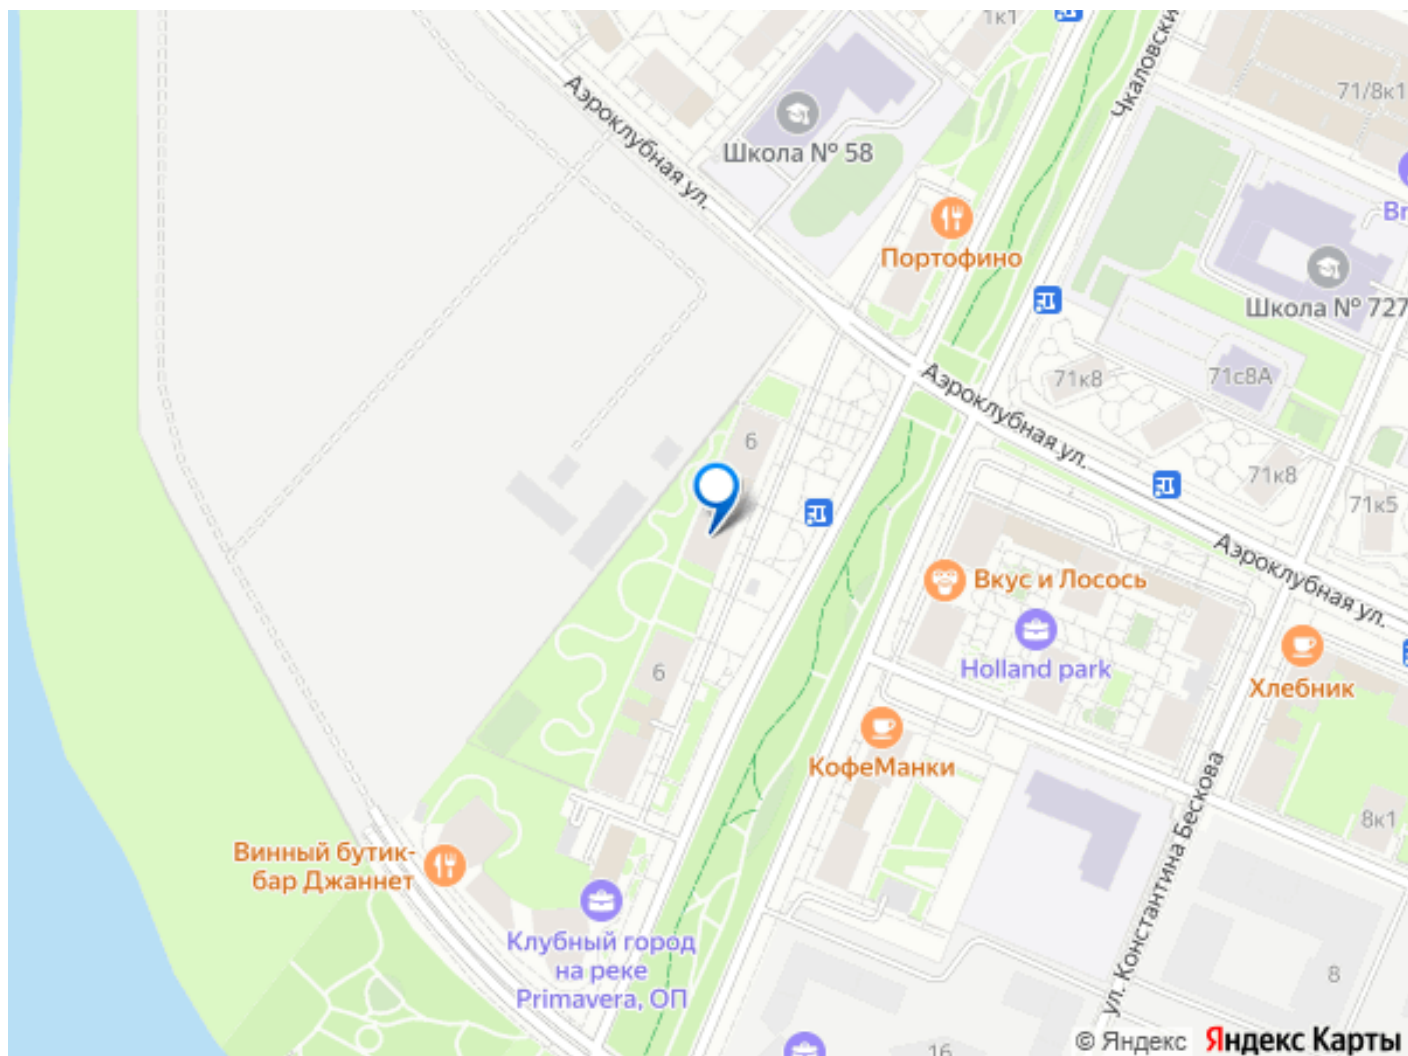 1к1
Чкаловски
71/8к1
Аэроклубная ул.
Школа № 58
Br
Портофино
Школа № 727
Аэроклубная ул.
71к8
71с8А
6
71к8
71к5
Аэроклубная ул.
Вкус и Лосось
Holland park
6
Хлебник
КофеМанки
ул. Константина Бескова
8к1
Винный бутик-
бар Джаннет
Клубный город
на реке
Primavera, ОП
8
16
© Яндекс Яндекс Карты